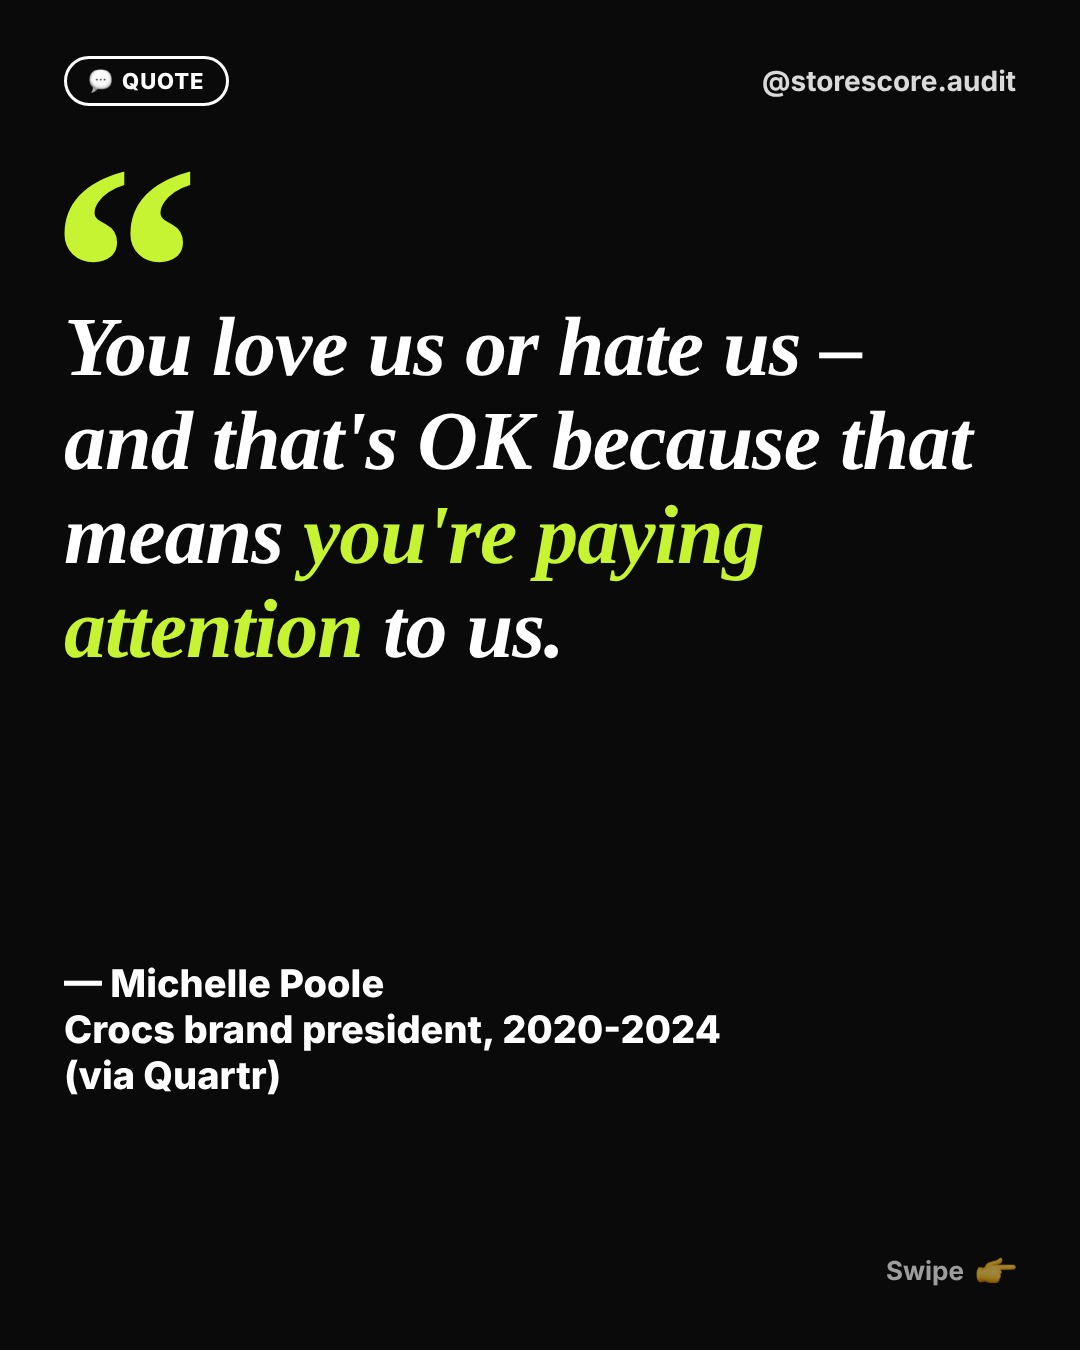 💬 QUOTE
@storescore.audit
“
You love us or hate us –
and that's OK because that
means you're paying
attention to us.
— Michelle Poole
Crocs brand president, 2020-2024
(via Quartr)
Swipe 👉